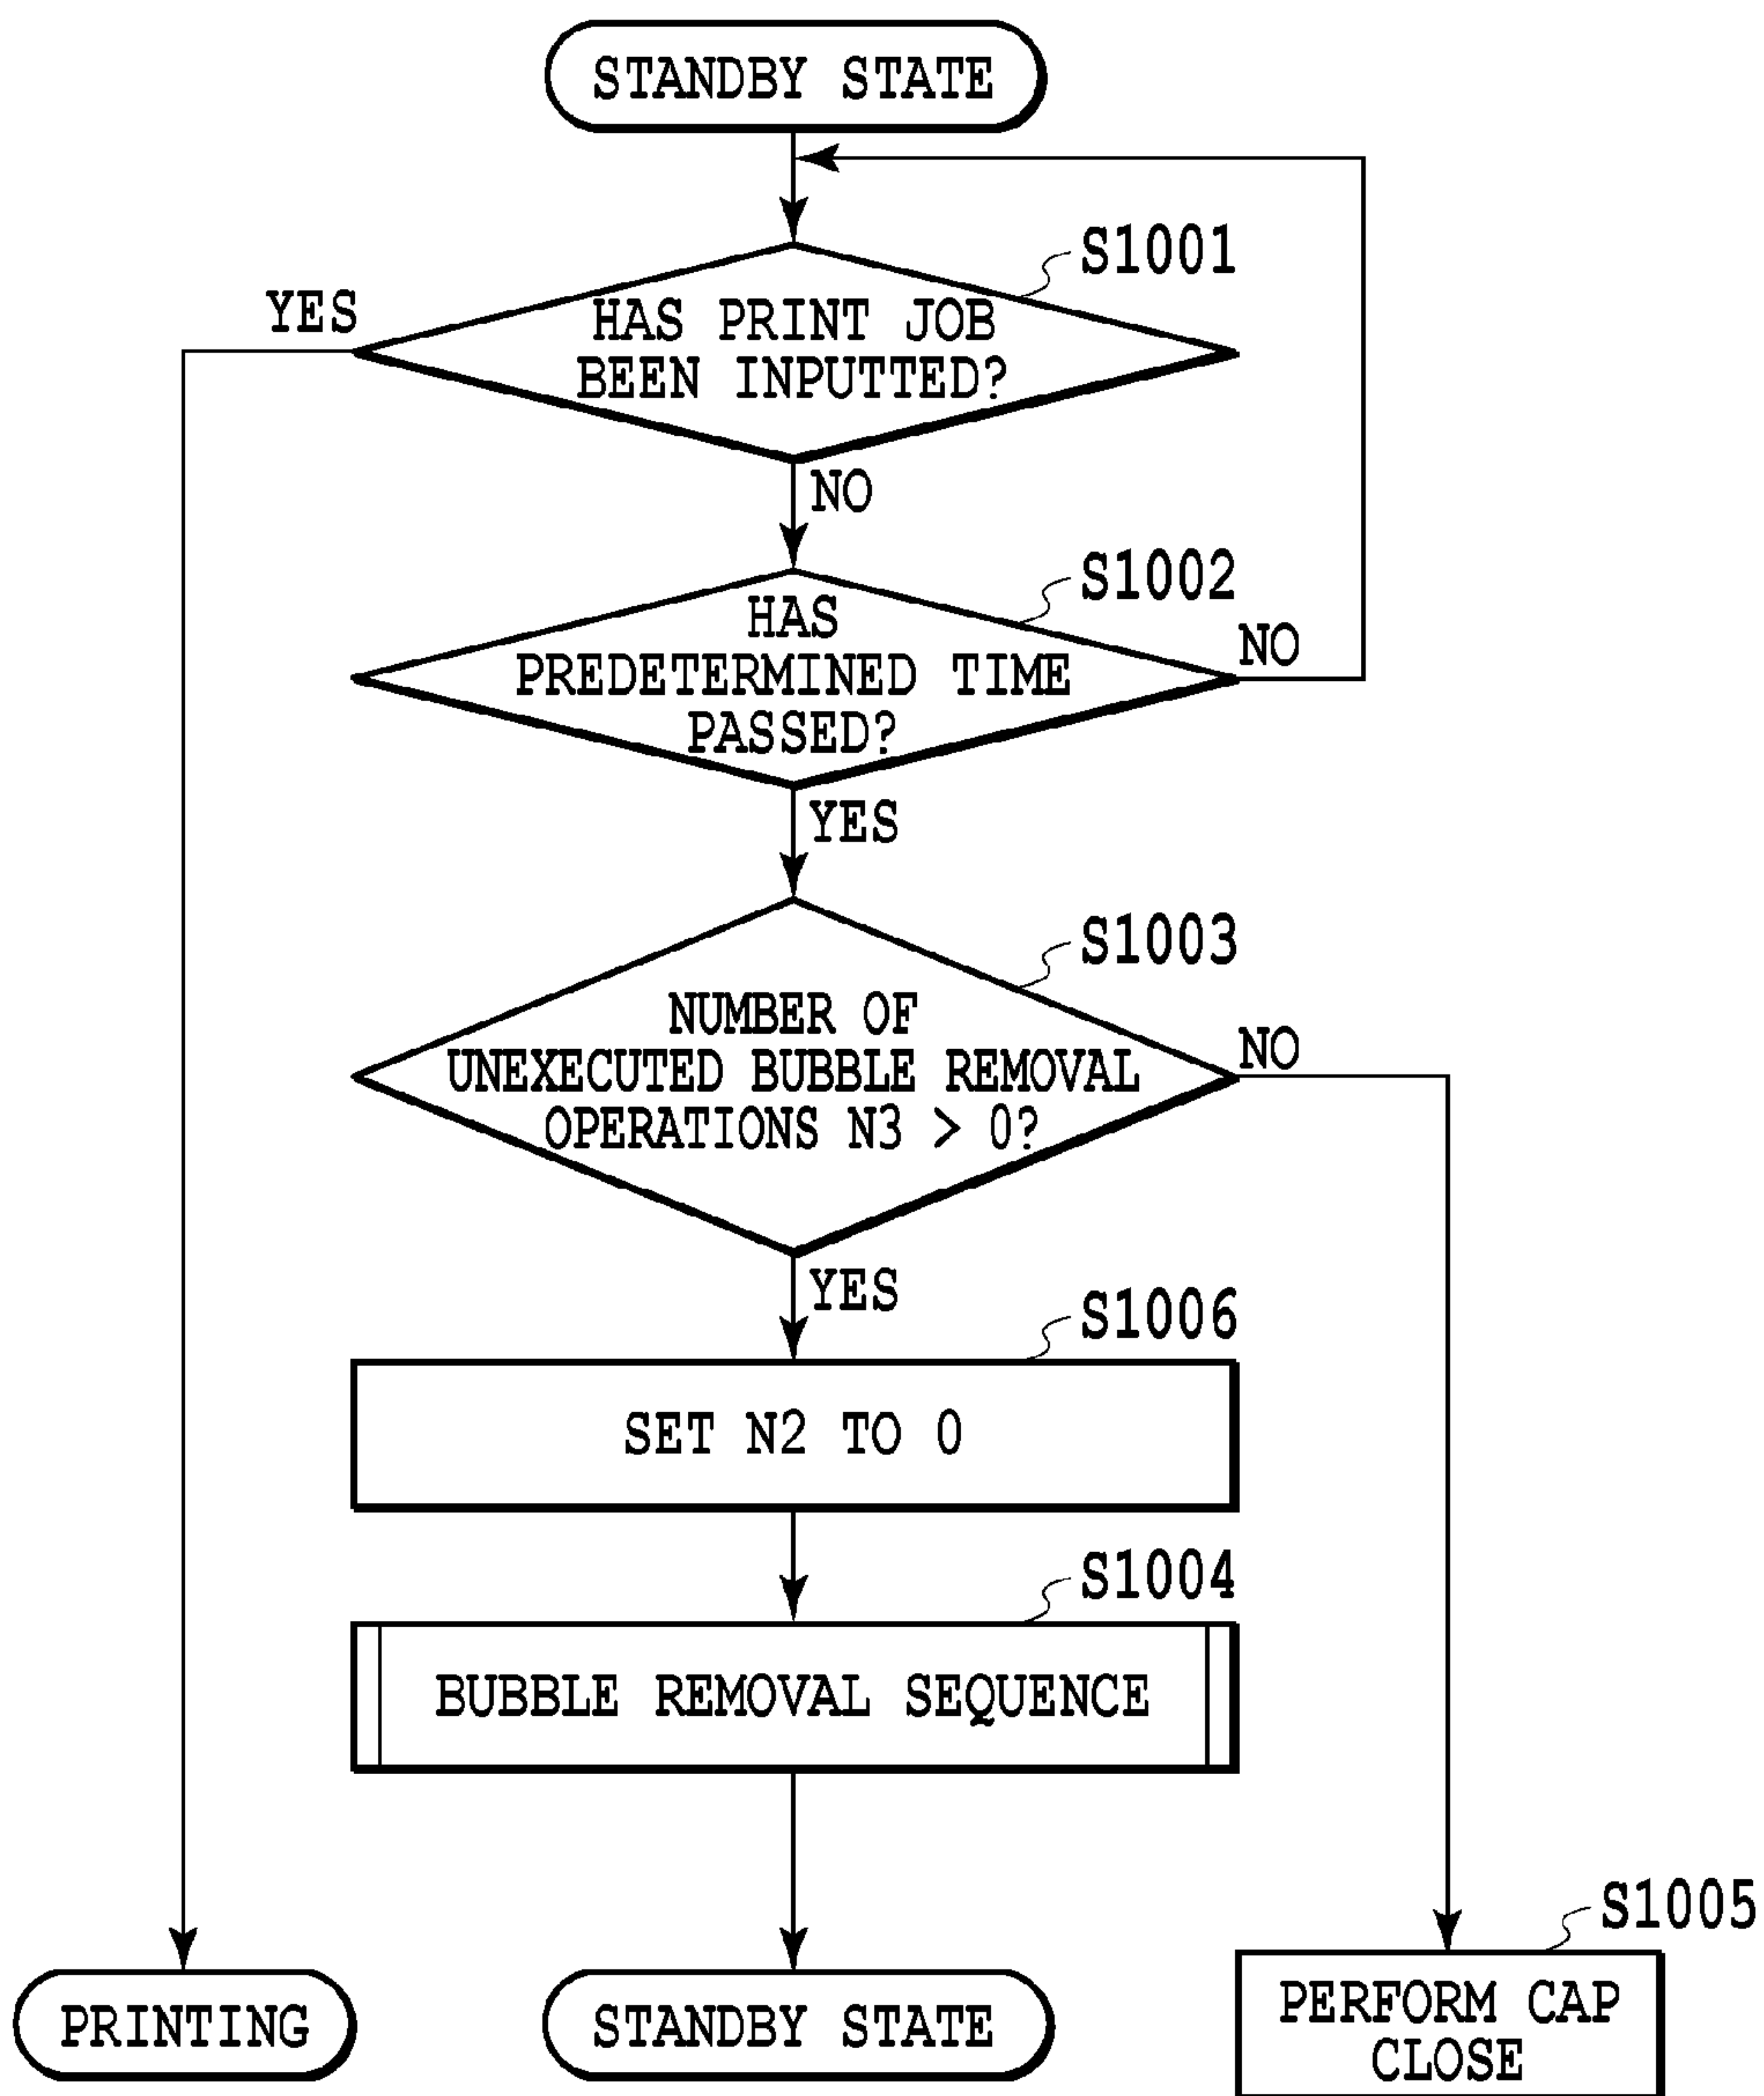 STANDBY STATE
S1001
YES
HAS PRINT JOB
BEEN INPUTTED?
NO
S1002
HAS
PREDETERMINED TIME
PASSED?
NO
YES
S1003
NUMBER OF
UNEXECUTED BUBBLE REMOVAL
OPERATIONS N3 > 0?
NO
YES
S1006
SET N2 TO 0
S1004
BUBBLE REMOVAL SEQUENCE
S1005
PRINTING
STANDBY STATE
PERFORM CAP
CLOSE